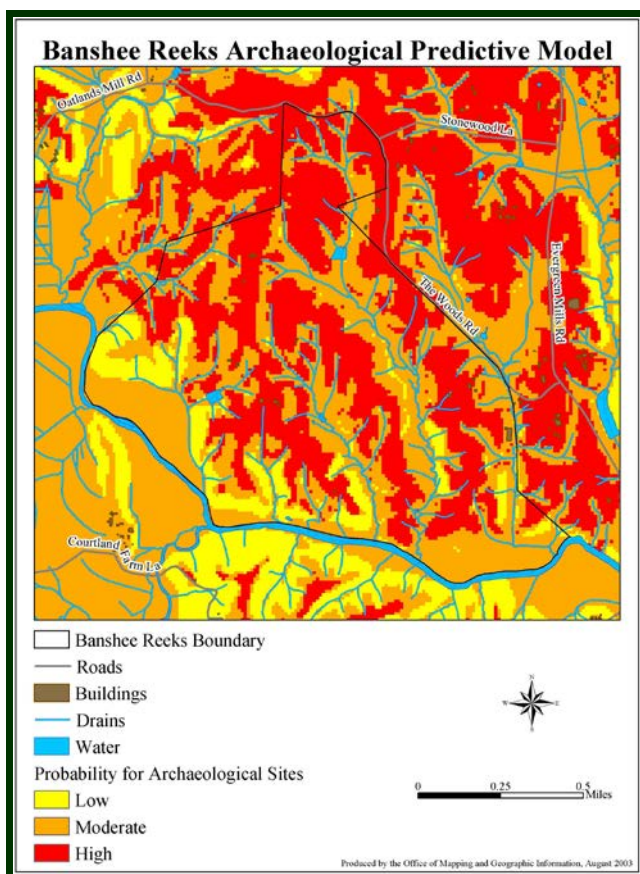 Banshee Reeks Archaeological Predictive Model
Oatlands Mill Rd
Stonewood La
Evergreen Mills Rd
The Woods Rd
Courtland Farm La
Banshee Reeks Boundary
Roads
Buildings
Drains
Water
Probability for Archaeological Sites
Low
Moderate
High
N
W
E
S
0
0.25
0.5
Miles
Produced by the Office of Mapping and Geographic Information, August 2003